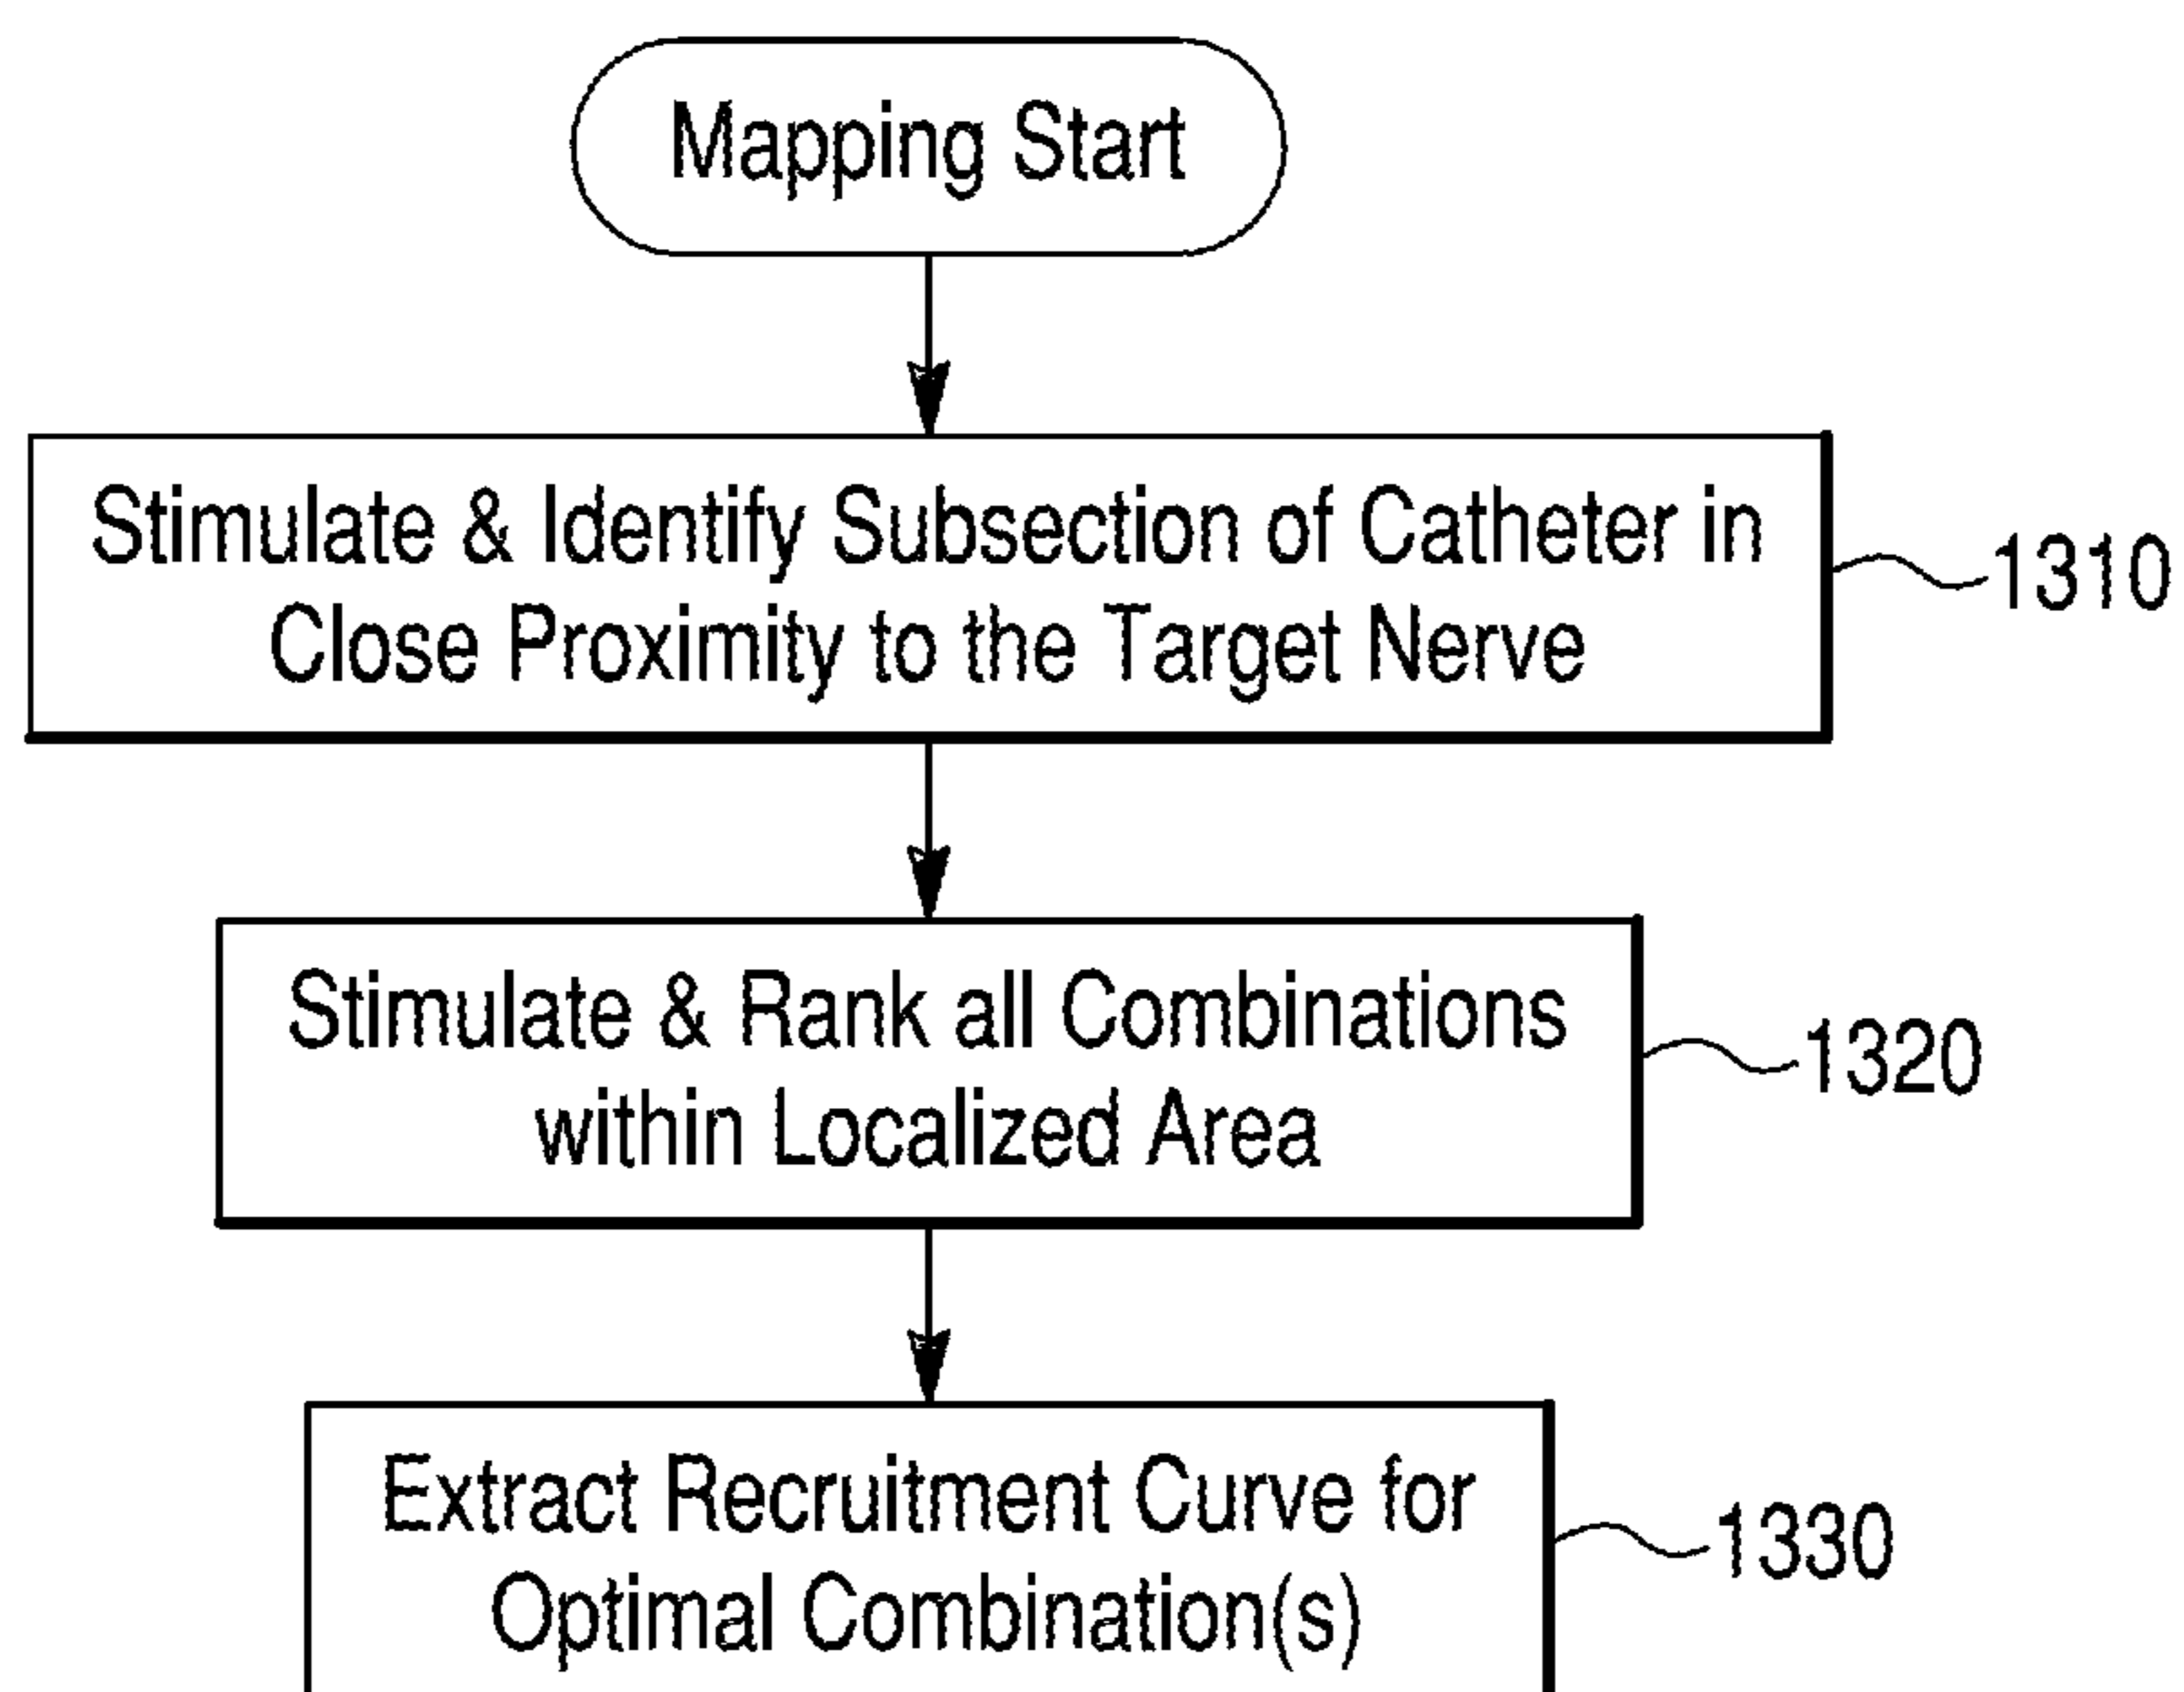 Mapping Start
Stimulate & Identify Subsection of Catheter in
Close Proximity to the Target Nerve
1310
Stimulate & Rank all Combinations
within Localized Area
1320
Extract Recruitment Curve for
Optimal Combination(s)
1330